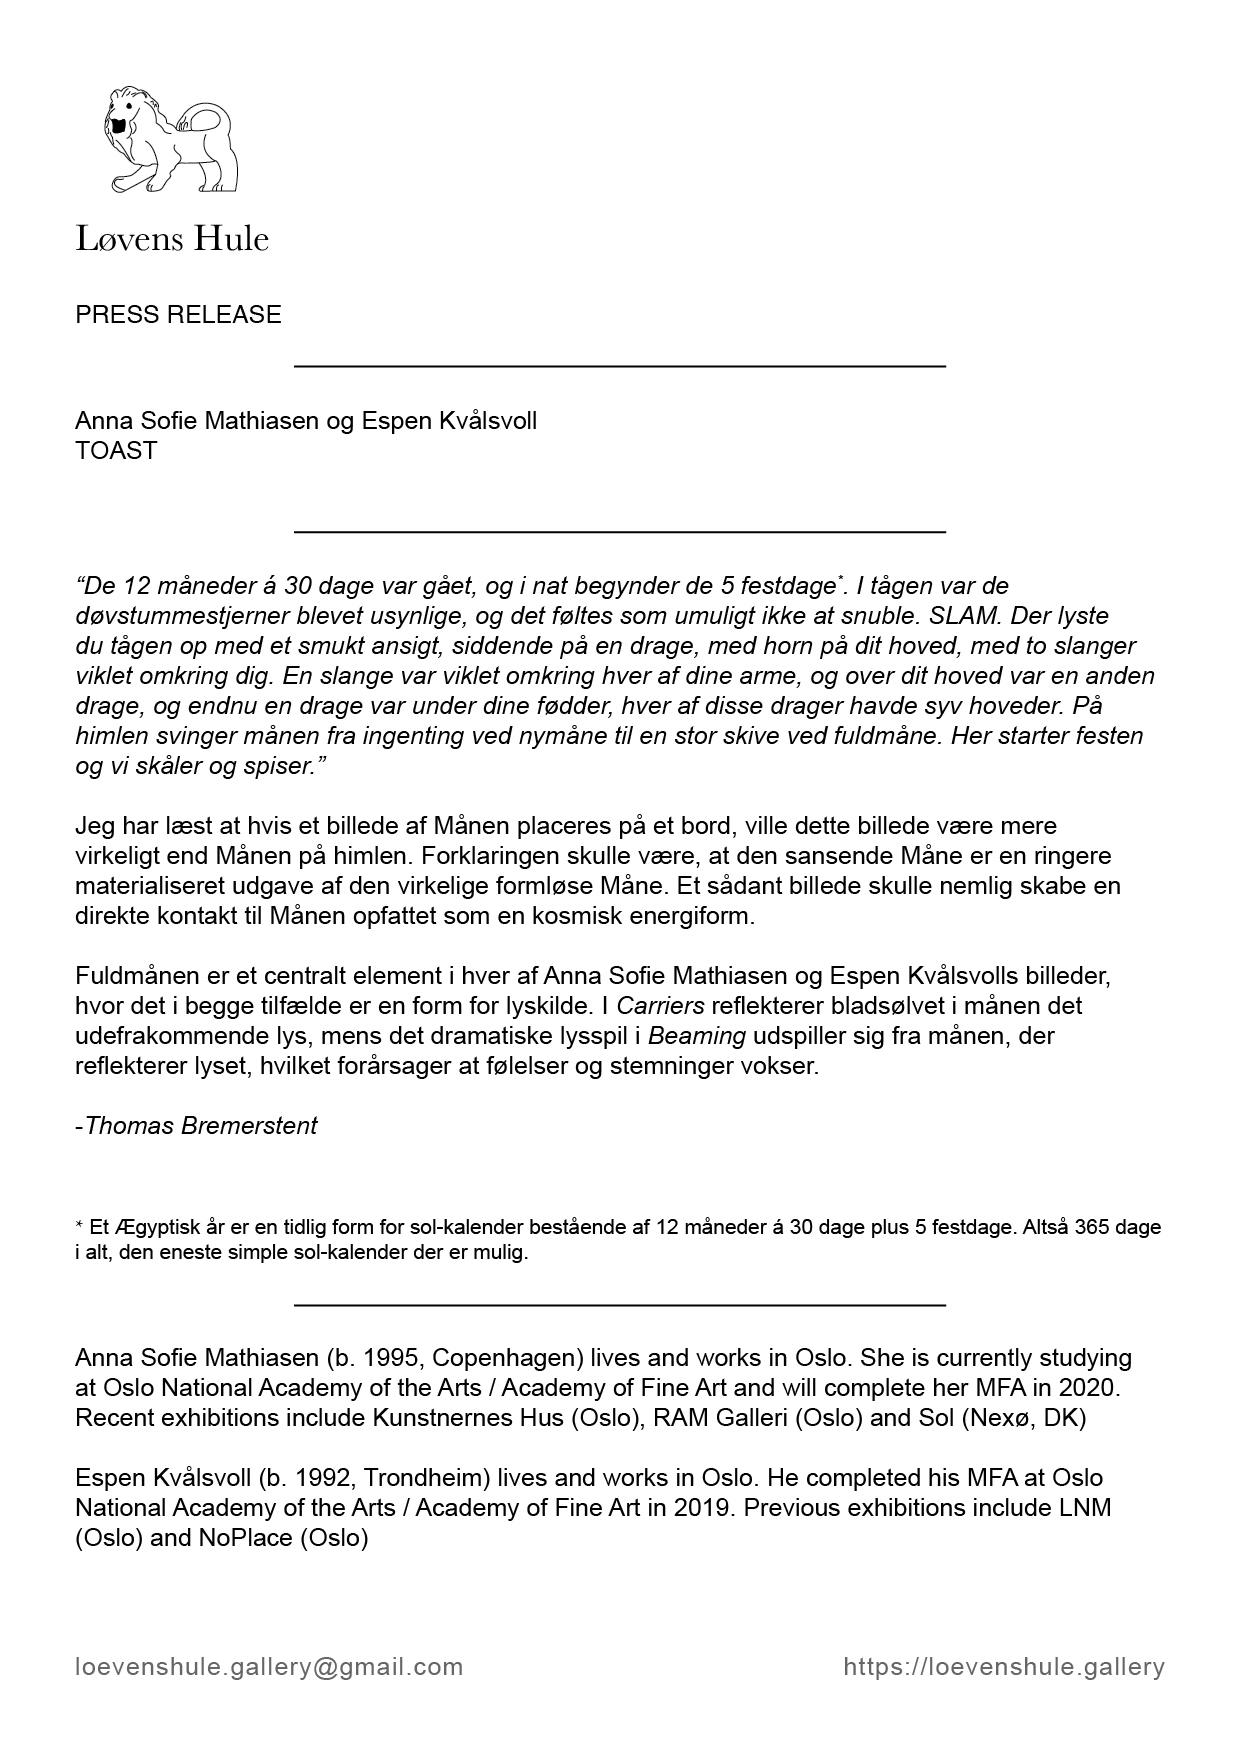 Løvens Hule
PRESS RELEASE
Anna Sofie Mathiasen og Espen Kvålsvoll
TOAST
“De 12 måneder á 30 dage var gået, og i nat begynder de 5 festdage*. I tågen var de
døvstummestjerner blevet usynlige, og det føltes som umuligt ikke at snuble. SLAM. Der lyste
du tågen op med et smukt ansigt, siddende på en drage, med horn på dit hoved, med to slanger
viklet omkring dig. En slange var viklet omkring hver af dine arme, og over dit hoved var en anden
drage, og endnu en drage var under dine fødder, hver af disse drager havde syv hoveder. På
himlen svinger månen fra ingenting ved nymåne til en stor skive ved fuldmåne. Her starter festen
og vi skåler og spiser.”
Jeg har læst at hvis et billede af Månen placeres på et bord, ville dette billede være mere
virkeligt end Månen på himlen. Forklaringen skulle være, at den sansende Måne er en ringere
materialiseret udgave af den virkelige formløse Måne. Et sådant billede skulle nemlig skabe en
direkte kontakt til Månen opfattet som en kosmisk energiform.
Fuldmånen er et centralt element i hver af Anna Sofie Mathiasen og Espen Kvålsvolls billeder,
hvor det i begge tilfælde er en form for lyskilde. I Carriers reflekterer bladsølvet i månen det
udefrakommende lys, mens det dramatiske lysspil i Beaming udspiller sig fra månen, der
reflekterer lyset, hvilket forårsager at følelser og stemninger vokser.
-Thomas Bremerstent
* Et Ægyptisk år er en tidlig form for sol-kalender bestående af 12 måneder á 30 dage plus 5 festdage. Altså 365 dage
i alt, den eneste simple sol-kalender der er mulig.
Anna Sofie Mathiasen (b. 1995, Copenhagen) lives and works in Oslo. She is currently studying
at Oslo National Academy of the Arts / Academy of Fine Art and will complete her MFA in 2020.
Recent exhibitions include Kunstnernes Hus (Oslo), RAM Galleri (Oslo) and Sol (Nexø, DK)
Espen Kvålsvoll (b. 1992, Trondheim) lives and works in Oslo. He completed his MFA at Oslo
National Academy of the Arts / Academy of Fine Art in 2019. Previous exhibitions include LNM
(Oslo) and NoPlace (Oslo)
loevenshule.gallery@gmail.com
https://loevenshule.gallery